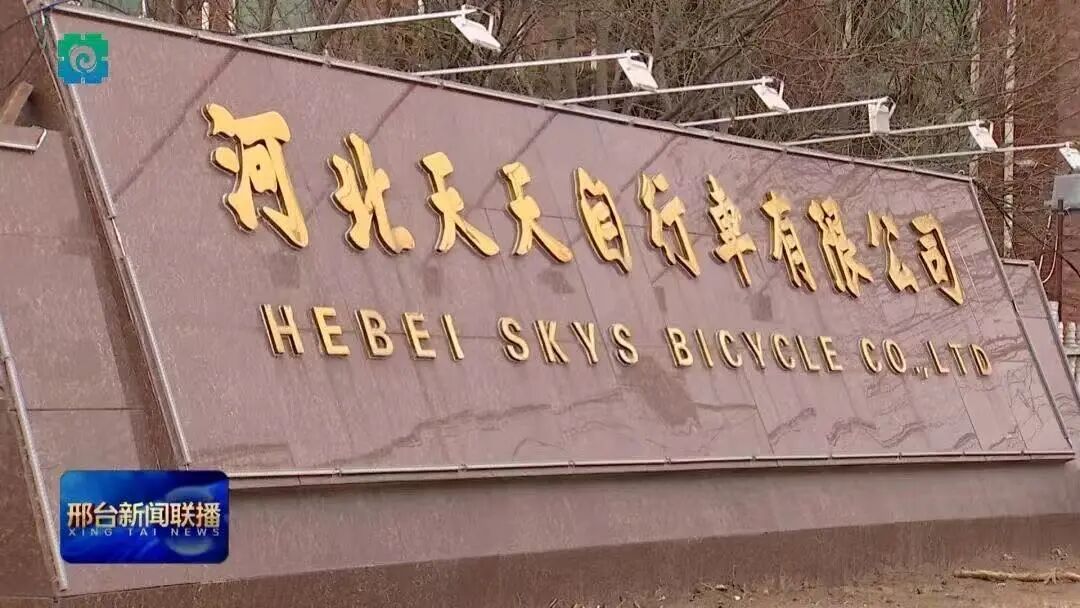 河北天天自行車有限公司
HEBEI SKYS BICYCLE CO.,LTD
邢台新闻联播
XING TAI NEWS